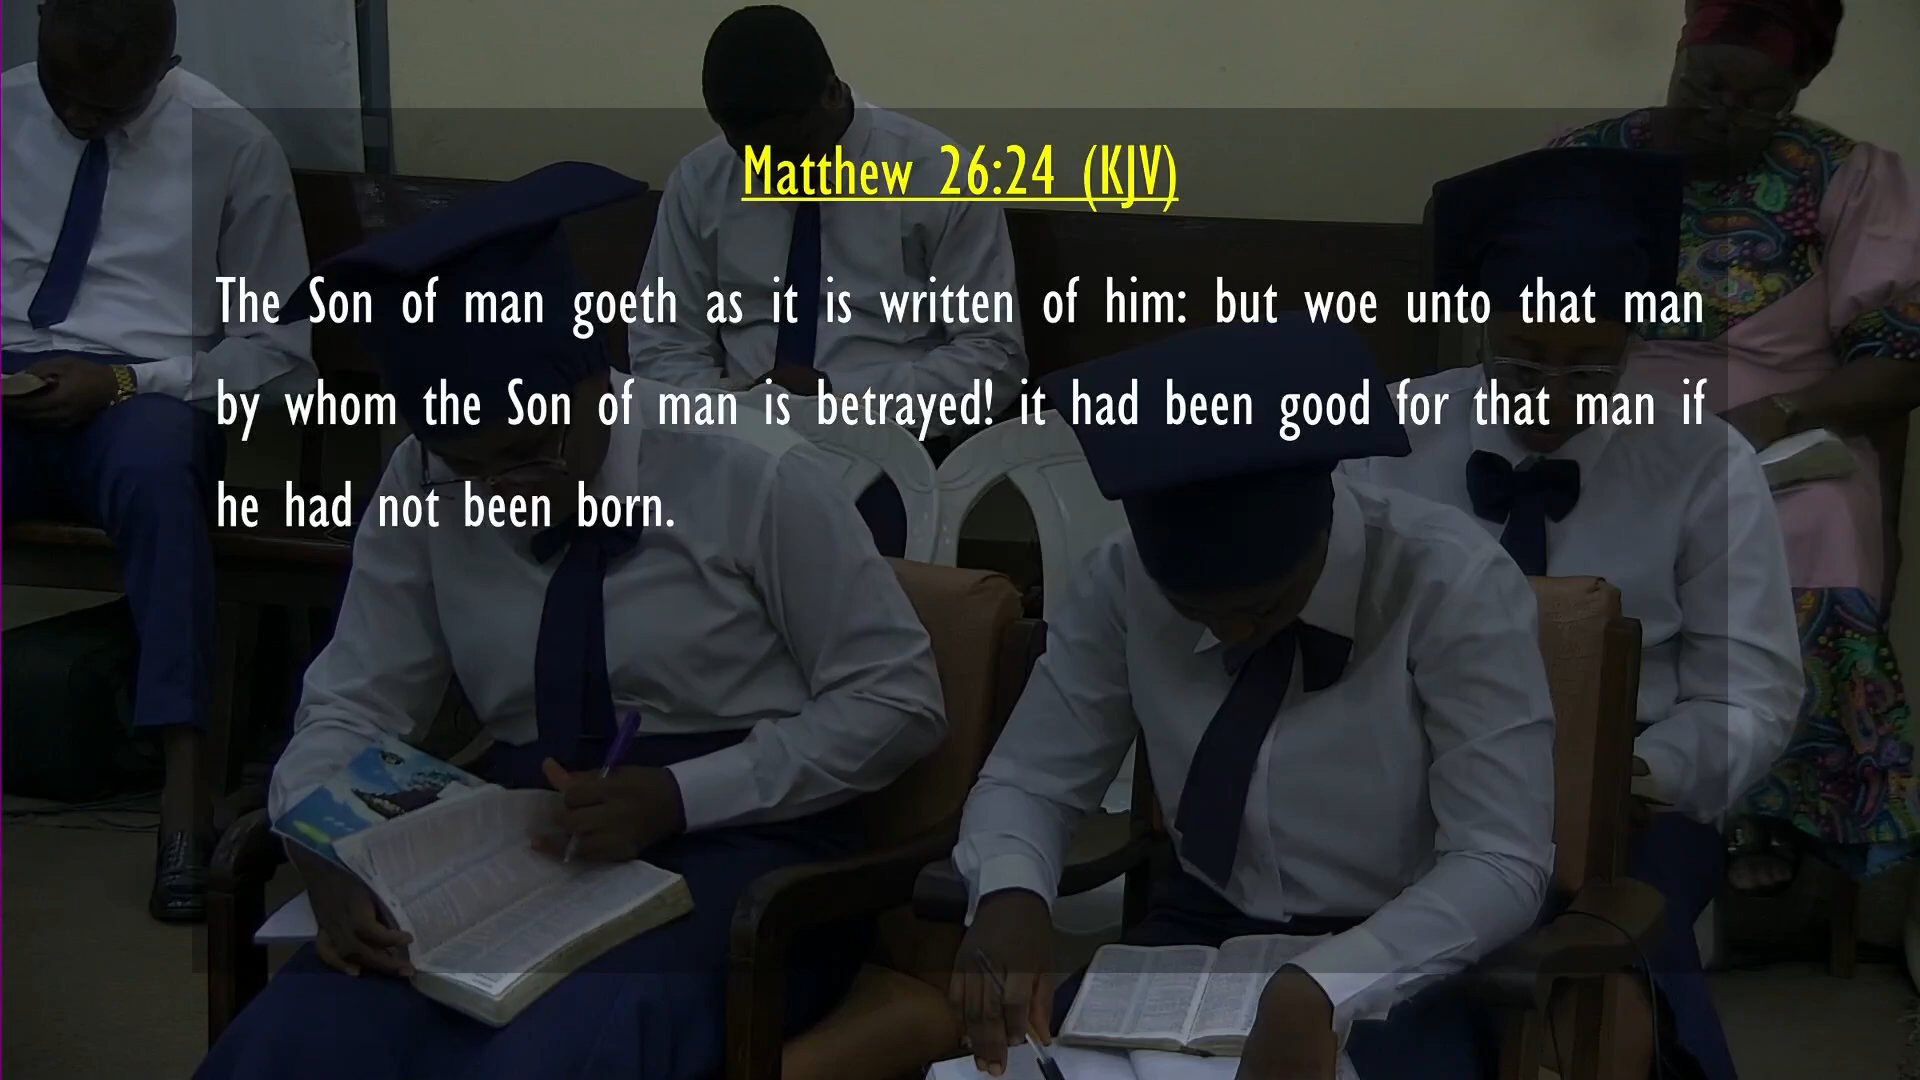 Matthew 26:24 (KJV)
The Son of man goeth as it is written of him: but woe unto that man
by whom the Son of man is betrayed! it had been good for that man if
he had not been born.